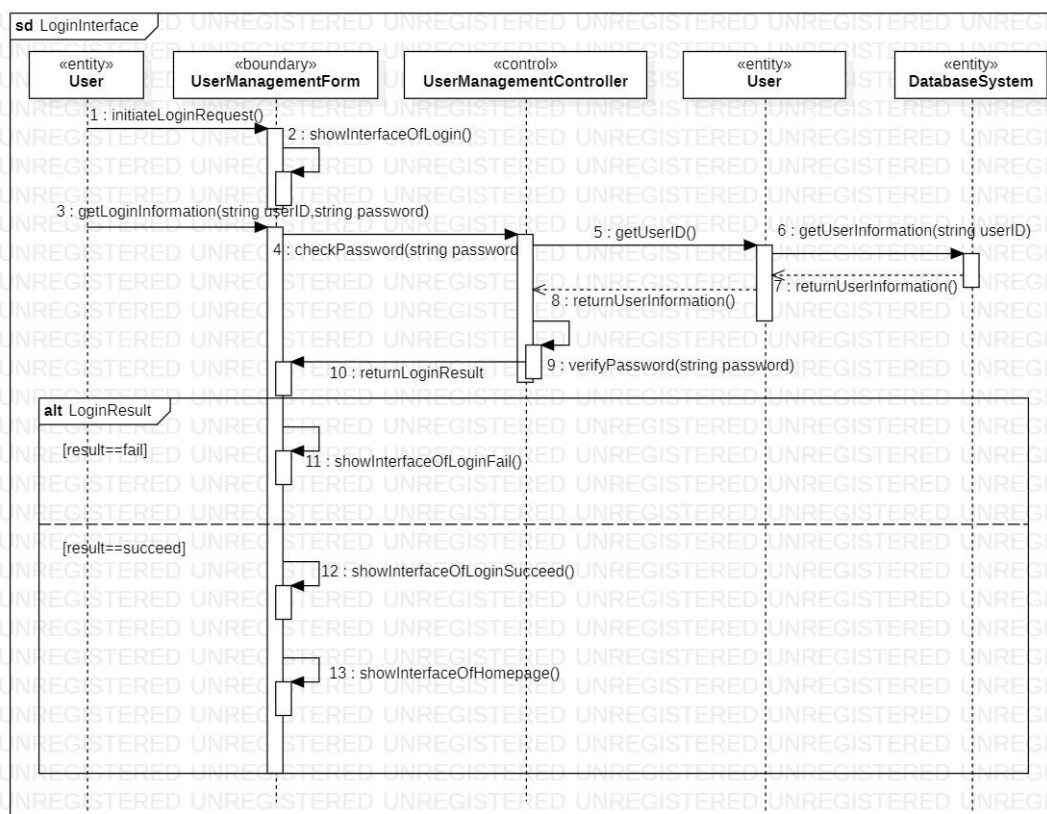 sd LoginInterface
«entity»
User
«boundary»
UserManagementForm
«control»
UserManagementController
«entity»
User
«entity»
DatabaseSystem
1 : initiateLoginRequest()
2 : showInterfaceOfLogin()
3 : getLoginInformation(string userID,string password)
4 : checkPassword(string password
5 : getUserID()
6 : getUserInformation(string userID)
7 : returnUserInformation()
8 : returnUserInformation()
9 : verifyPassword(string password)
10 : returnLoginResult
alt LoginResult
[result==fail]
11 : showInterfaceOfLoginFail()
[result==succeed]
12 : showInterfaceOfLoginSucceed()
13 : showInterfaceOfHomepage()
UNREGISTERED